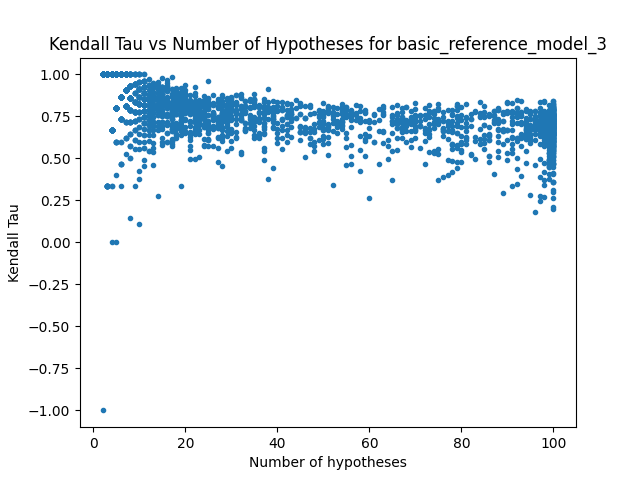 Kendall Tau vs Number of Hypotheses for basic_reference_model_3
1.00
0.75
0.50
0.25
0.00
−0.25
−0.50
−0.75
−1.00
Kendall Tau
0 20 40 60 80 100
Number of hypotheses